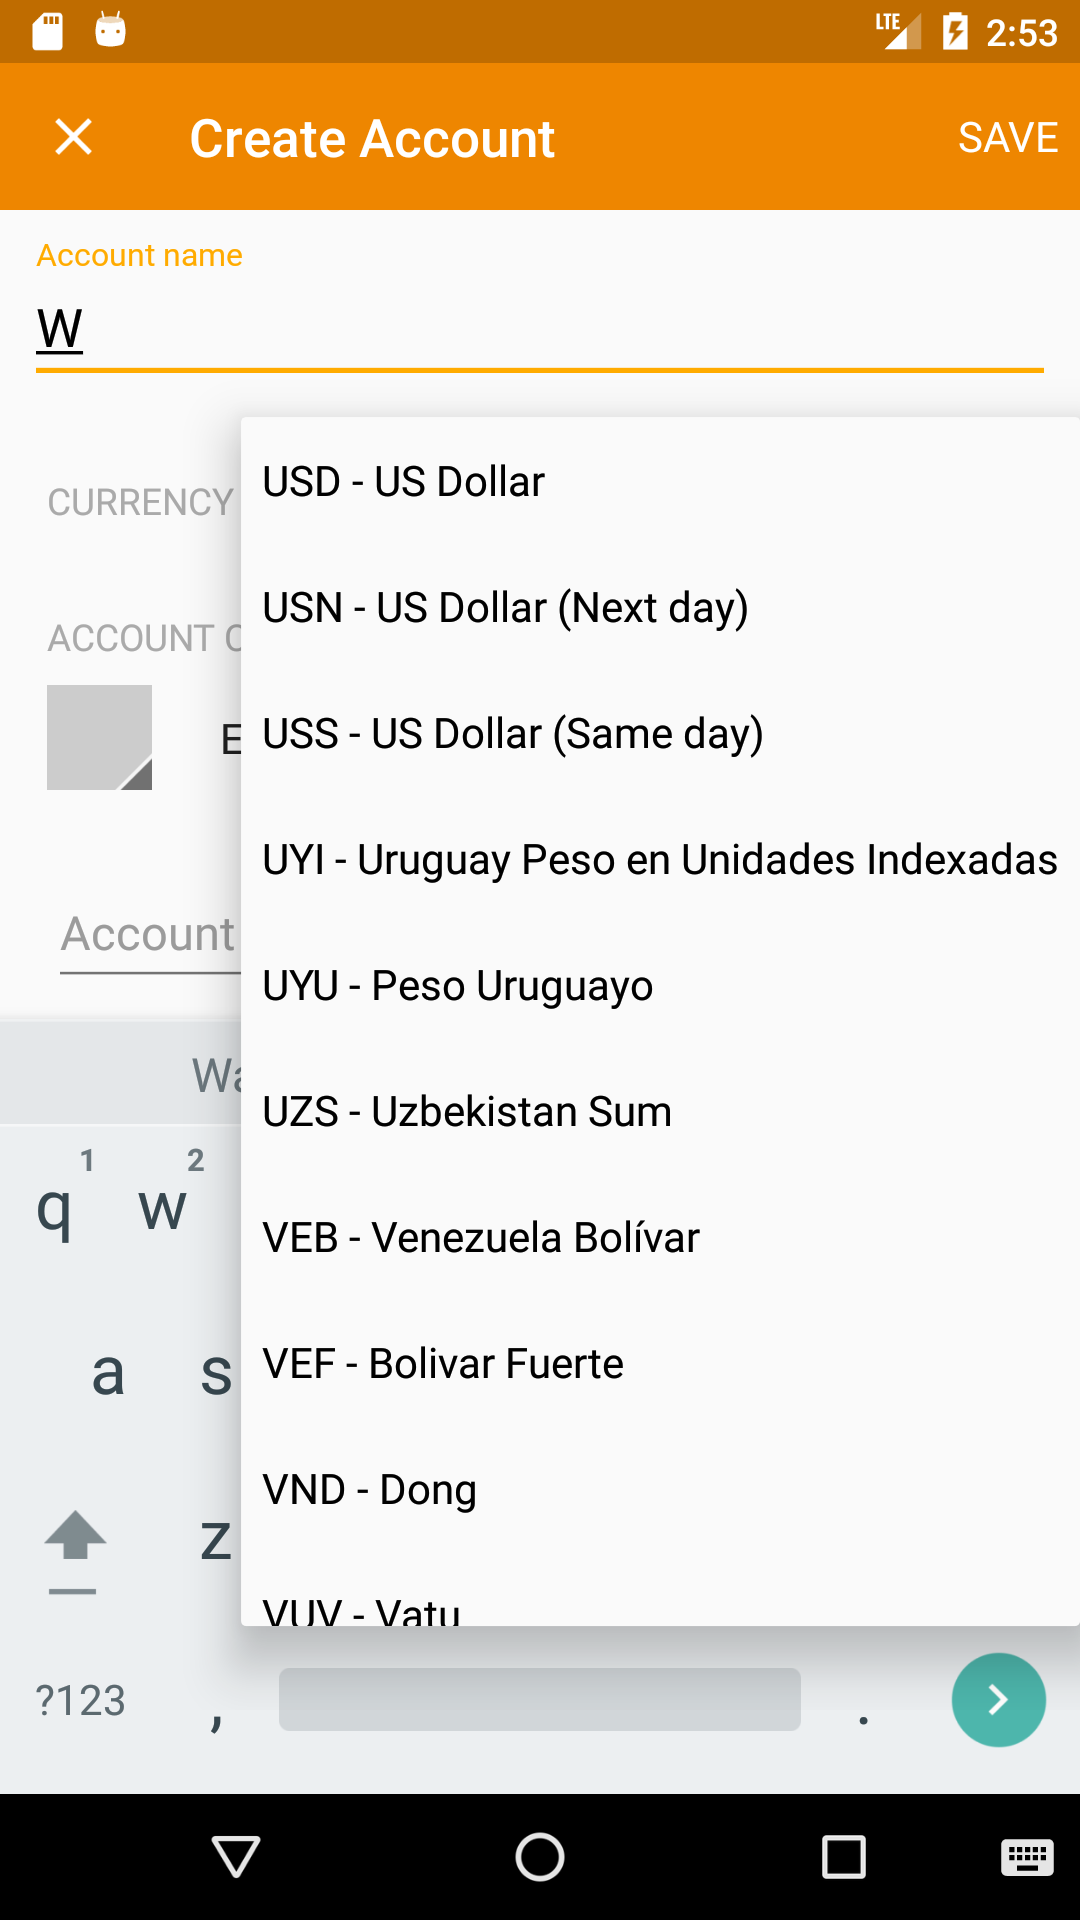 LTE 2:53
Create Account SAVE
Account name
W
USD - US Dollar
CURRENCY
USN - US Dollar (Next day)
ACCOUNT
USS - US Dollar (Same day)
UYI - Uruguay Peso en Unidades Indexadas
Account
UYU - Peso Uruguayo
UZS - Uzbekistan Sum
1 2
q w
VEB - Venezuela Bolívar
VEF - Bolivar Fuerte
a s
VND - Dong
z
VUV - Vatu
?123 , .